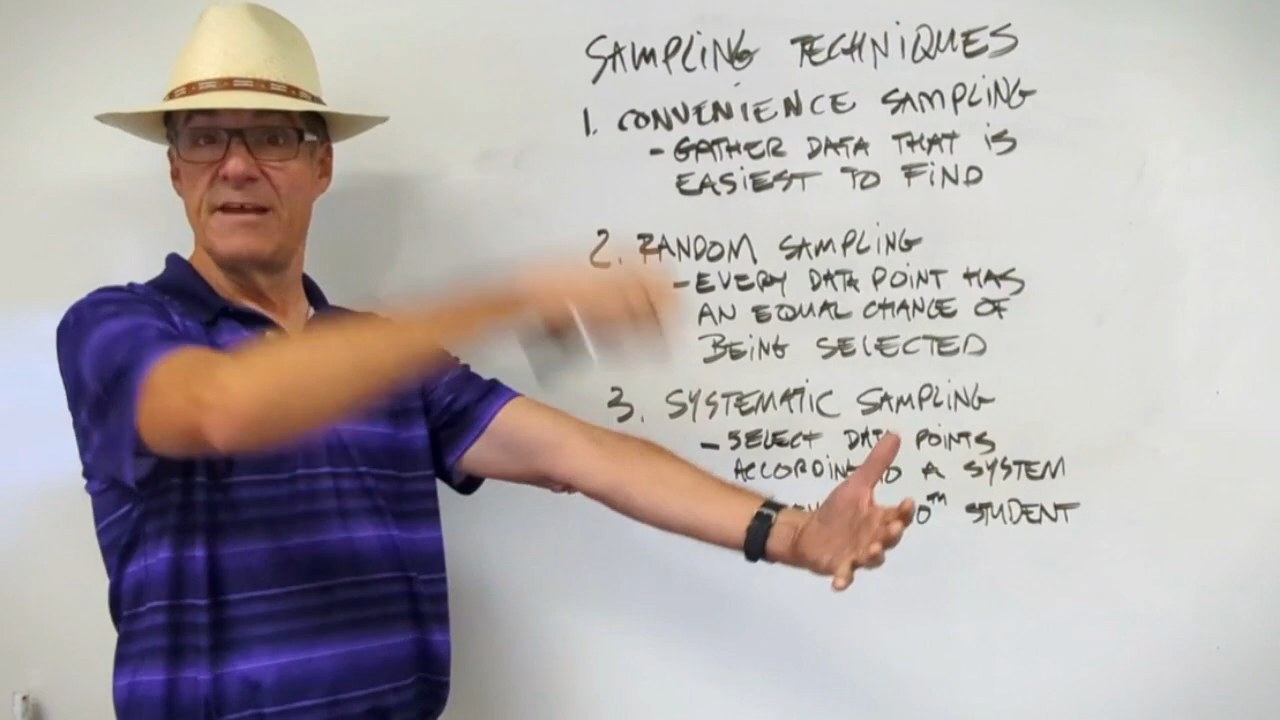 SAMPLING TECHNIQUES
1. CONVENIENCE SAMPLING
- GATHER DATA THAT IS
EASIEST TO FIND
2. RANDOM SAMPLING
- EVERY DATA POINT HAS
AN EQUAL CHANCE OF
BEING SELECTED
3. SYSTEMATIC SAMPLING
- SELECT DATA POINTS
A SYSTEM
STUDENT